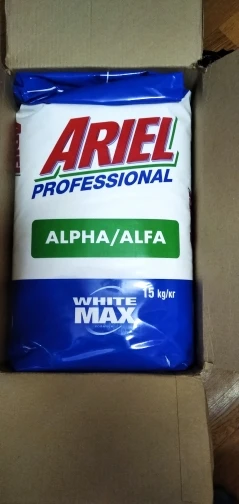 ARIEL
PROFESSIONAL
ALPHA/ALFA
15 kg/кг
WHITE
MAX